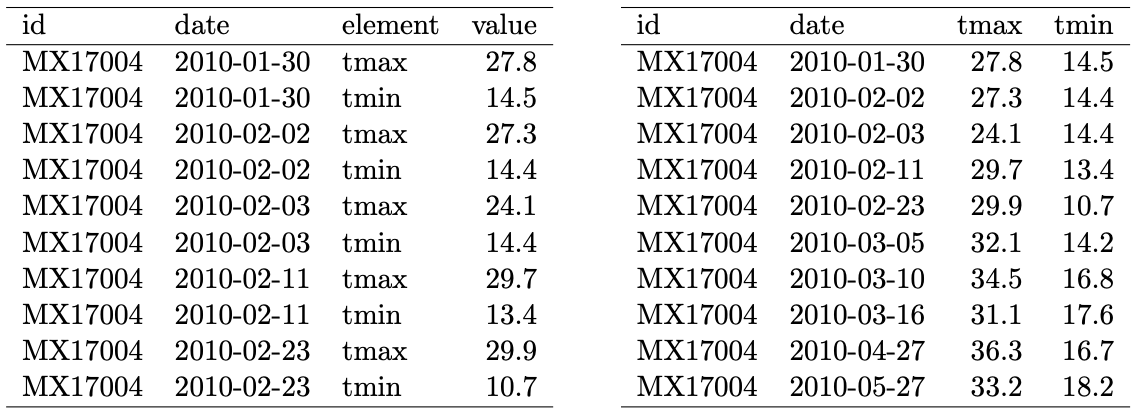 id date element value
MX17004 2010-01-30 tmax 27.8
MX17004 2010-01-30 tmin 14.5
MX17004 2010-02-02 tmax 27.3
MX17004 2010-02-02 tmin 14.4
MX17004 2010-02-03 tmax 24.1
MX17004 2010-02-03 tmin 14.4
MX17004 2010-02-11 tmax 29.7
MX17004 2010-02-11 tmin 13.4
MX17004 2010-02-23 tmax 29.9
MX17004 2010-02-23 tmin 10.7
id date tmax tmin
MX17004 2010-01-30 27.8 14.5
MX17004 2010-02-02 27.3 14.4
MX17004 2010-02-03 24.1 14.4
MX17004 2010-02-11 29.7 13.4
MX17004 2010-02-23 29.9 10.7
MX17004 2010-03-05 32.1 14.2
MX17004 2010-03-10 34.5 16.8
MX17004 2010-03-16 31.1 17.6
MX17004 2010-04-27 36.3 16.7
MX17004 2010-05-27 33.2 18.2